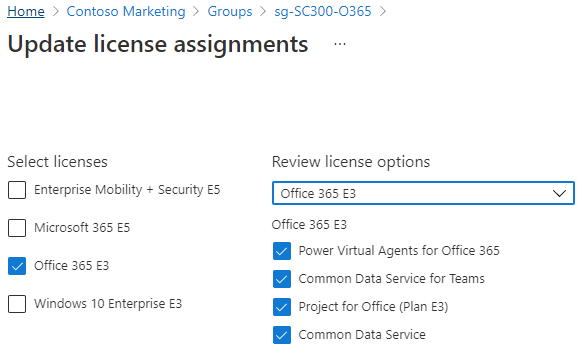 Home > Contoso Marketing > Groups > sg-SC300-O365 >
Update license assignments ...
Select licenses
Enterprise Mobility + Security E5
Microsoft 365 E5
Office 365 E3
Windows 10 Enterprise E3
Review license options
Office 365 E3
Office 365 E3
Power Virtual Agents for Office 365
Common Data Service for Teams
Project for Office (Plan E3)
Common Data Service